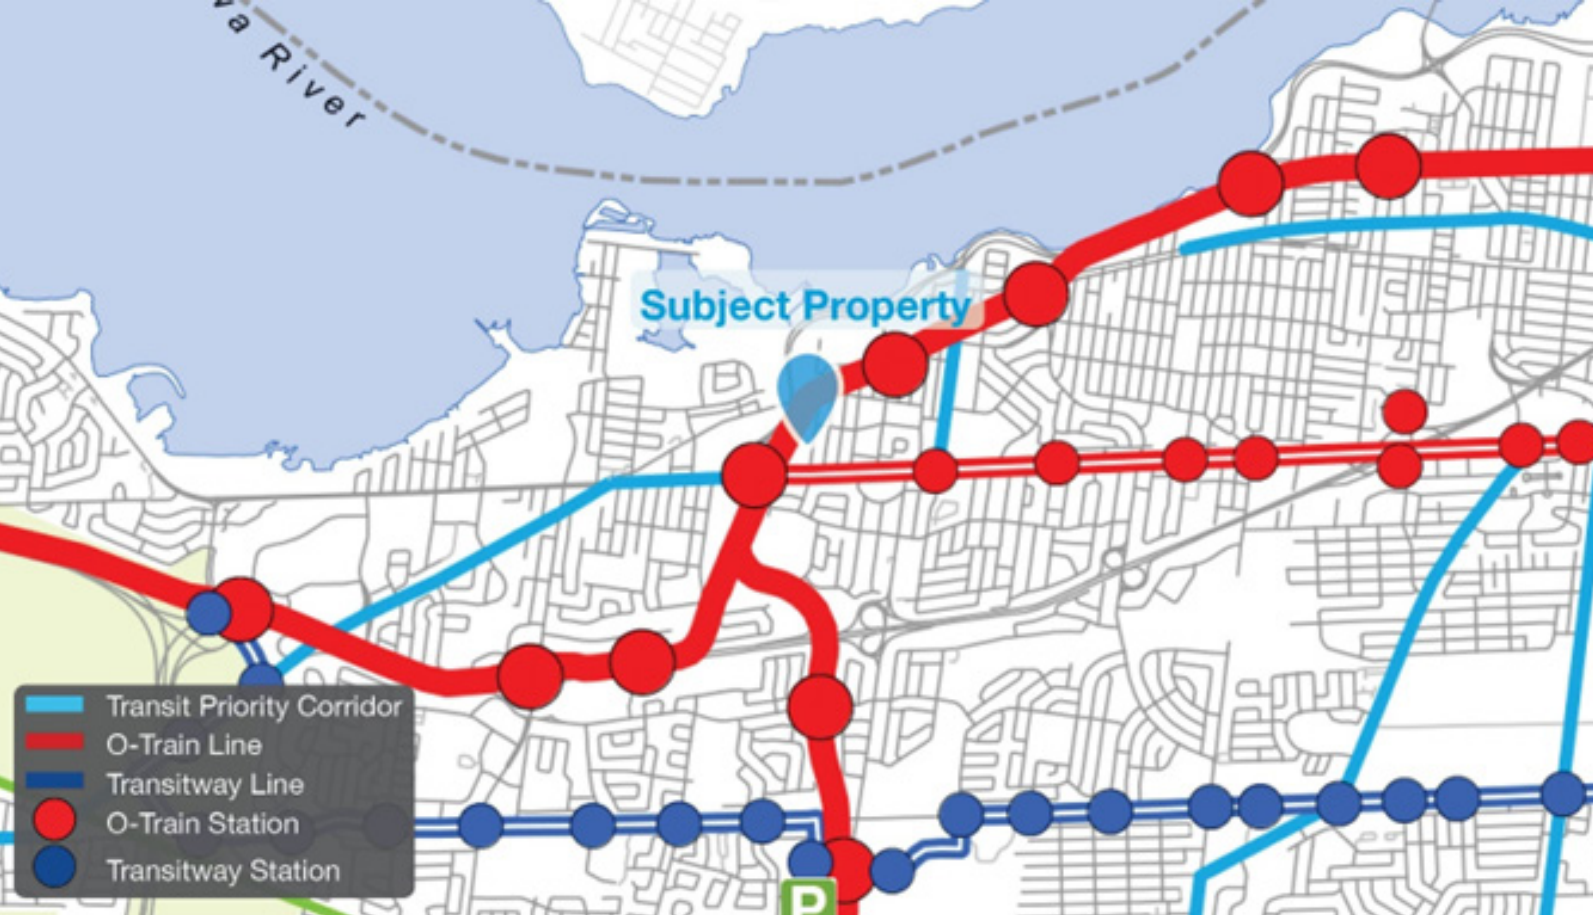 va River
Subject Property
Transit Priority Corridor
O-Train Line
Transitway Line
O-Train Station
Transitway Station
P